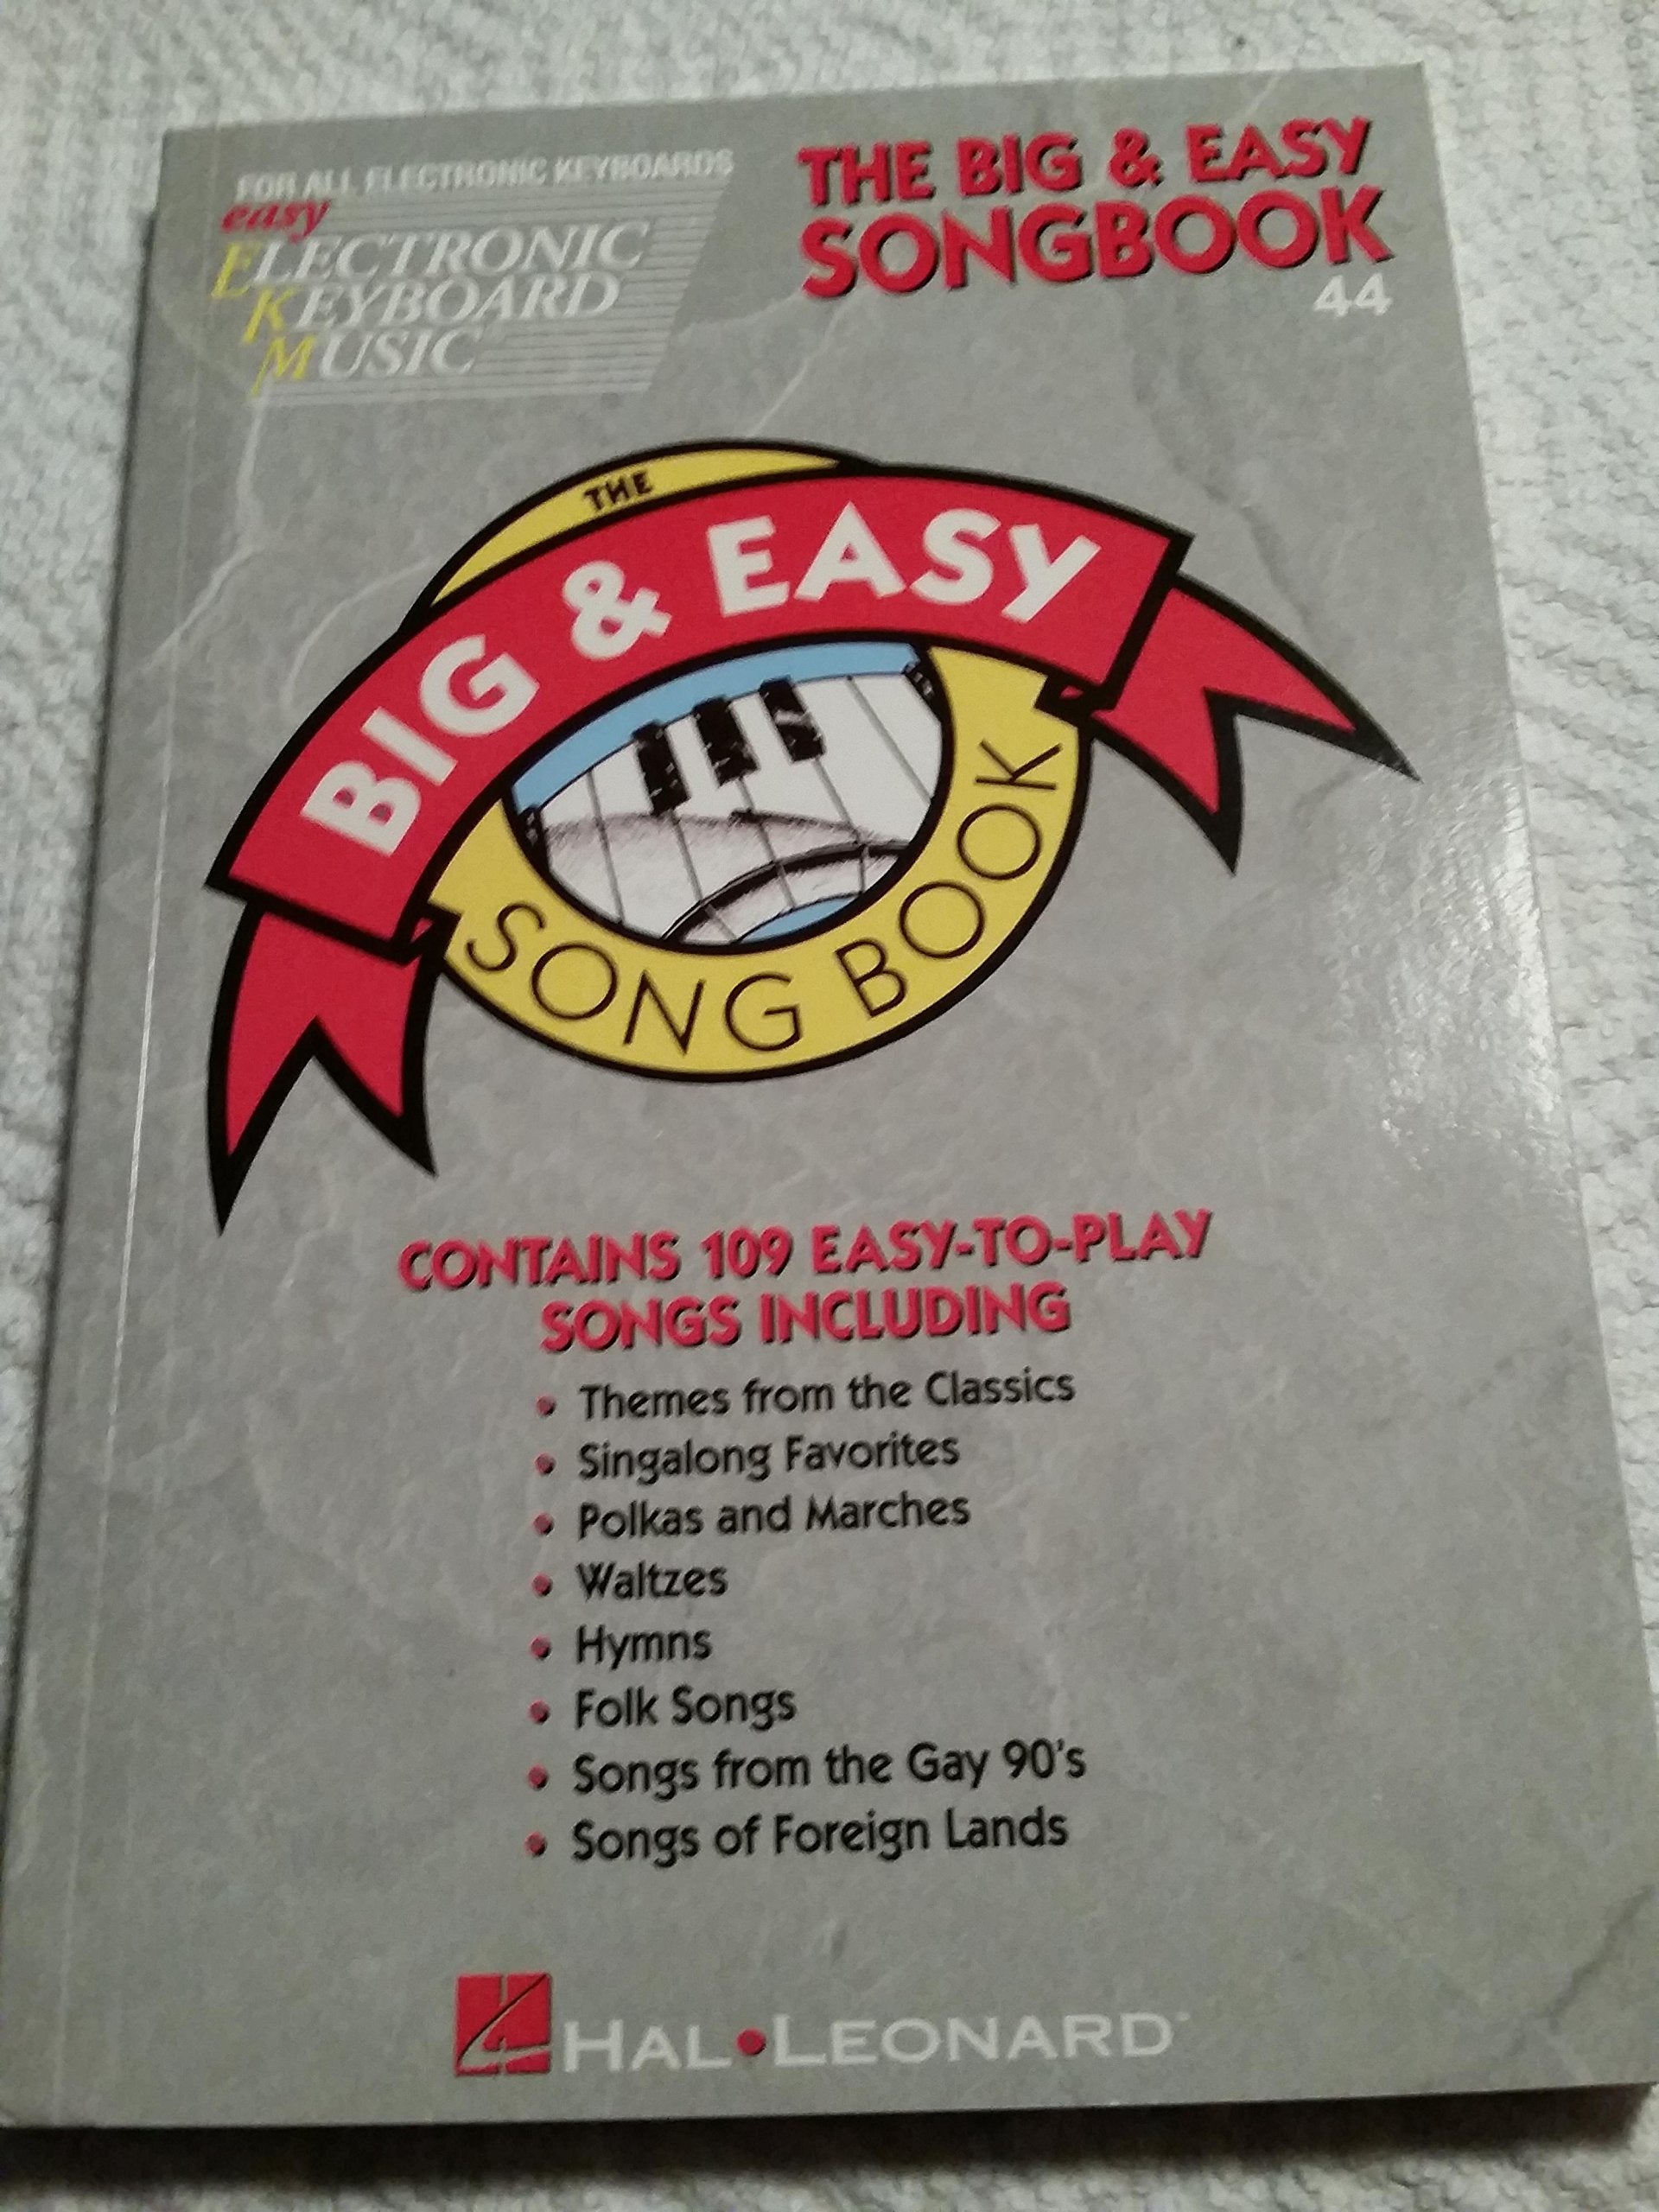 FOR ALL ELECTRONIC KEYBOARDS
easy
ELECTRONIC
KEYBOARD
MUSIC
THE BIG & EASY
SONGBOOK
44
THE
BIG & EASY
SONG BOOK
CONTAINS 109 EASY-TO-PLAY
SONGS INCLUDING
• Themes from the Classics
• Singalong Favorites
• Polkas and Marches
• Waltzes
• Hymns
• Folk Songs
• Songs from the Gay 90's
• Songs of Foreign Lands
HAL•LEONARD™